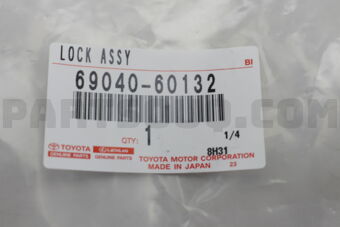 LOCK ASSY
BI
69040-60132
QTY: 1
1/4
8H31
TOYOTA
GENUINE PARTS
LEXUS
GENUINE PARTS
TOYOTA MOTOR CORPORATION
MADE IN JAPAN 23